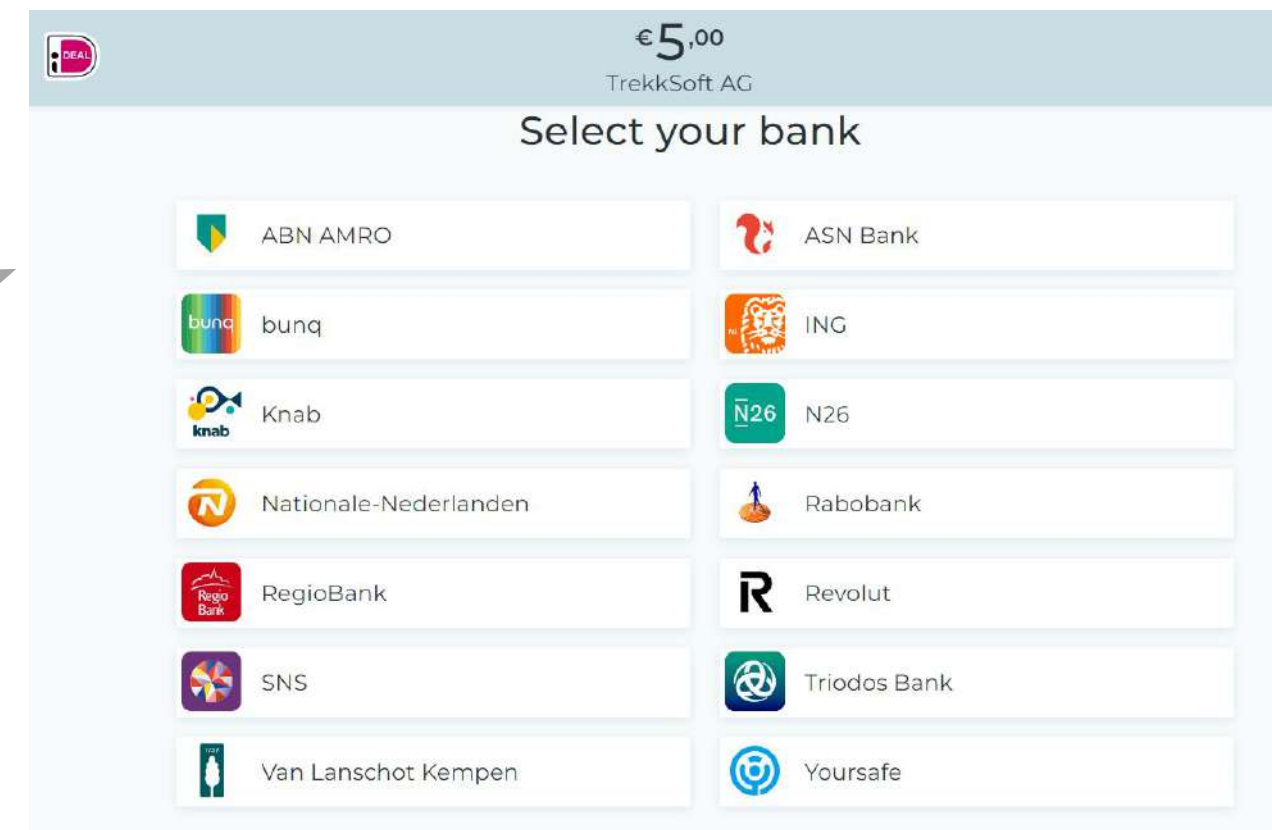 iDEAL
€5,00
TrekkSoft AG
Select your bank
ABN AMRO
ASN Bank
bunq bunq
ING
knab Knab
N26 N26
Nationale-Nederlanden
Rabobank
Regio Bank RegioBank
Revolut
SNS
Triodos Bank
Van Lanschot Kempen
Yoursafe